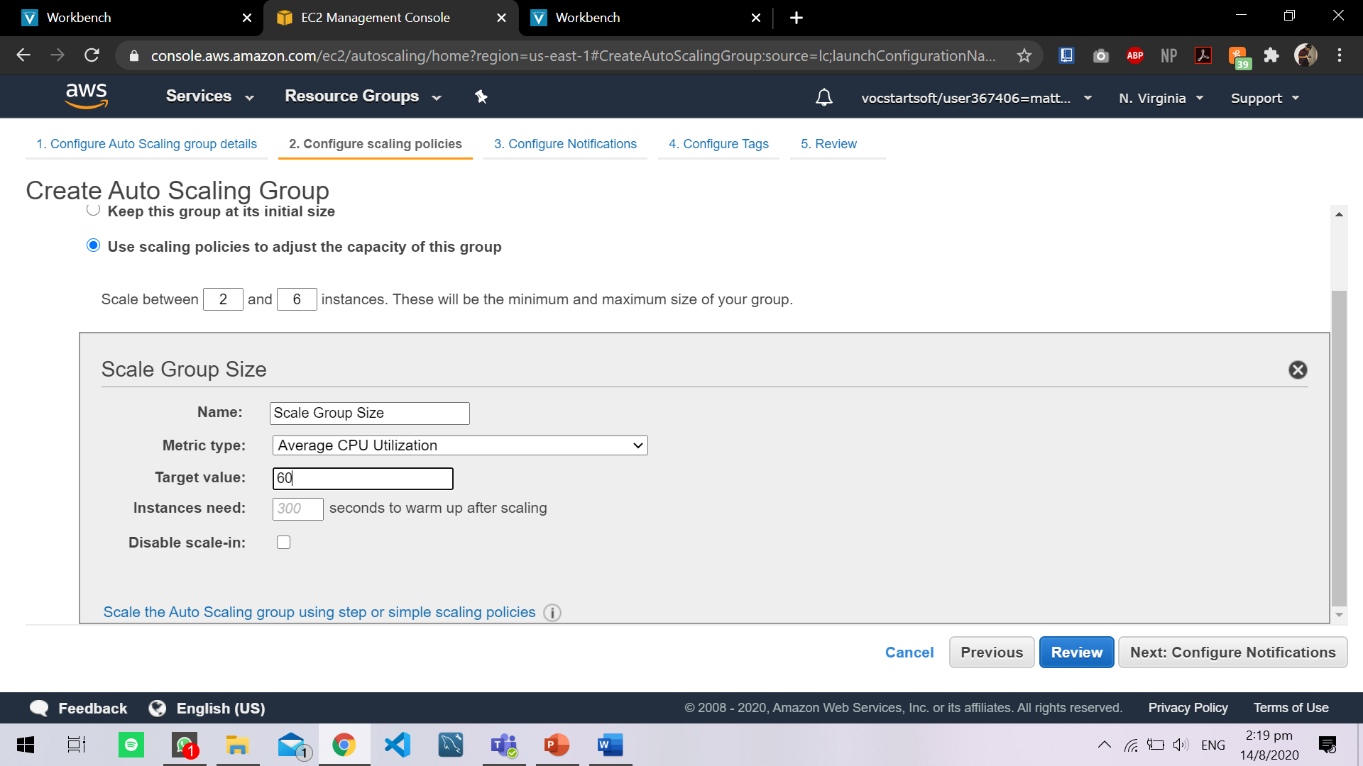 Workbench
EC2 Management Console
Workbench
console.aws.amazon.com/ec2/autoscaling/home?region=us-east-1#CreateAutoScalingGroup:source=lc;launchConfigurationNa...
ABP
NP
39
aws
Services
Resource Groups
vocstartsoft/user367406=matt...
N. Virginia
Support
1. Configure Auto Scaling group details
2. Configure scaling policies
3. Configure Notifications
4. Configure Tags
5. Review
Create Auto Scaling Group
Keep this group at its initial size
Use scaling policies to adjust the capacity of this group
Scale between 2 and 6 instances. These will be the minimum and maximum size of your group.
Scale Group Size
Name: Scale Group Size
Metric type: Average CPU Utilization
Target value: 60
Instances need: 300 seconds to warm up after scaling
Disable scale-in:
Scale the Auto Scaling group using step or simple scaling policies i
Cancel
Previous
Review
Next: Configure Notifications
Feedback
English (US)
© 2008 - 2020, Amazon Web Services, Inc. or its affiliates. All rights reserved.
Privacy Policy
Terms of Use
1
1
ENG
2:19 pm
14/8/2020